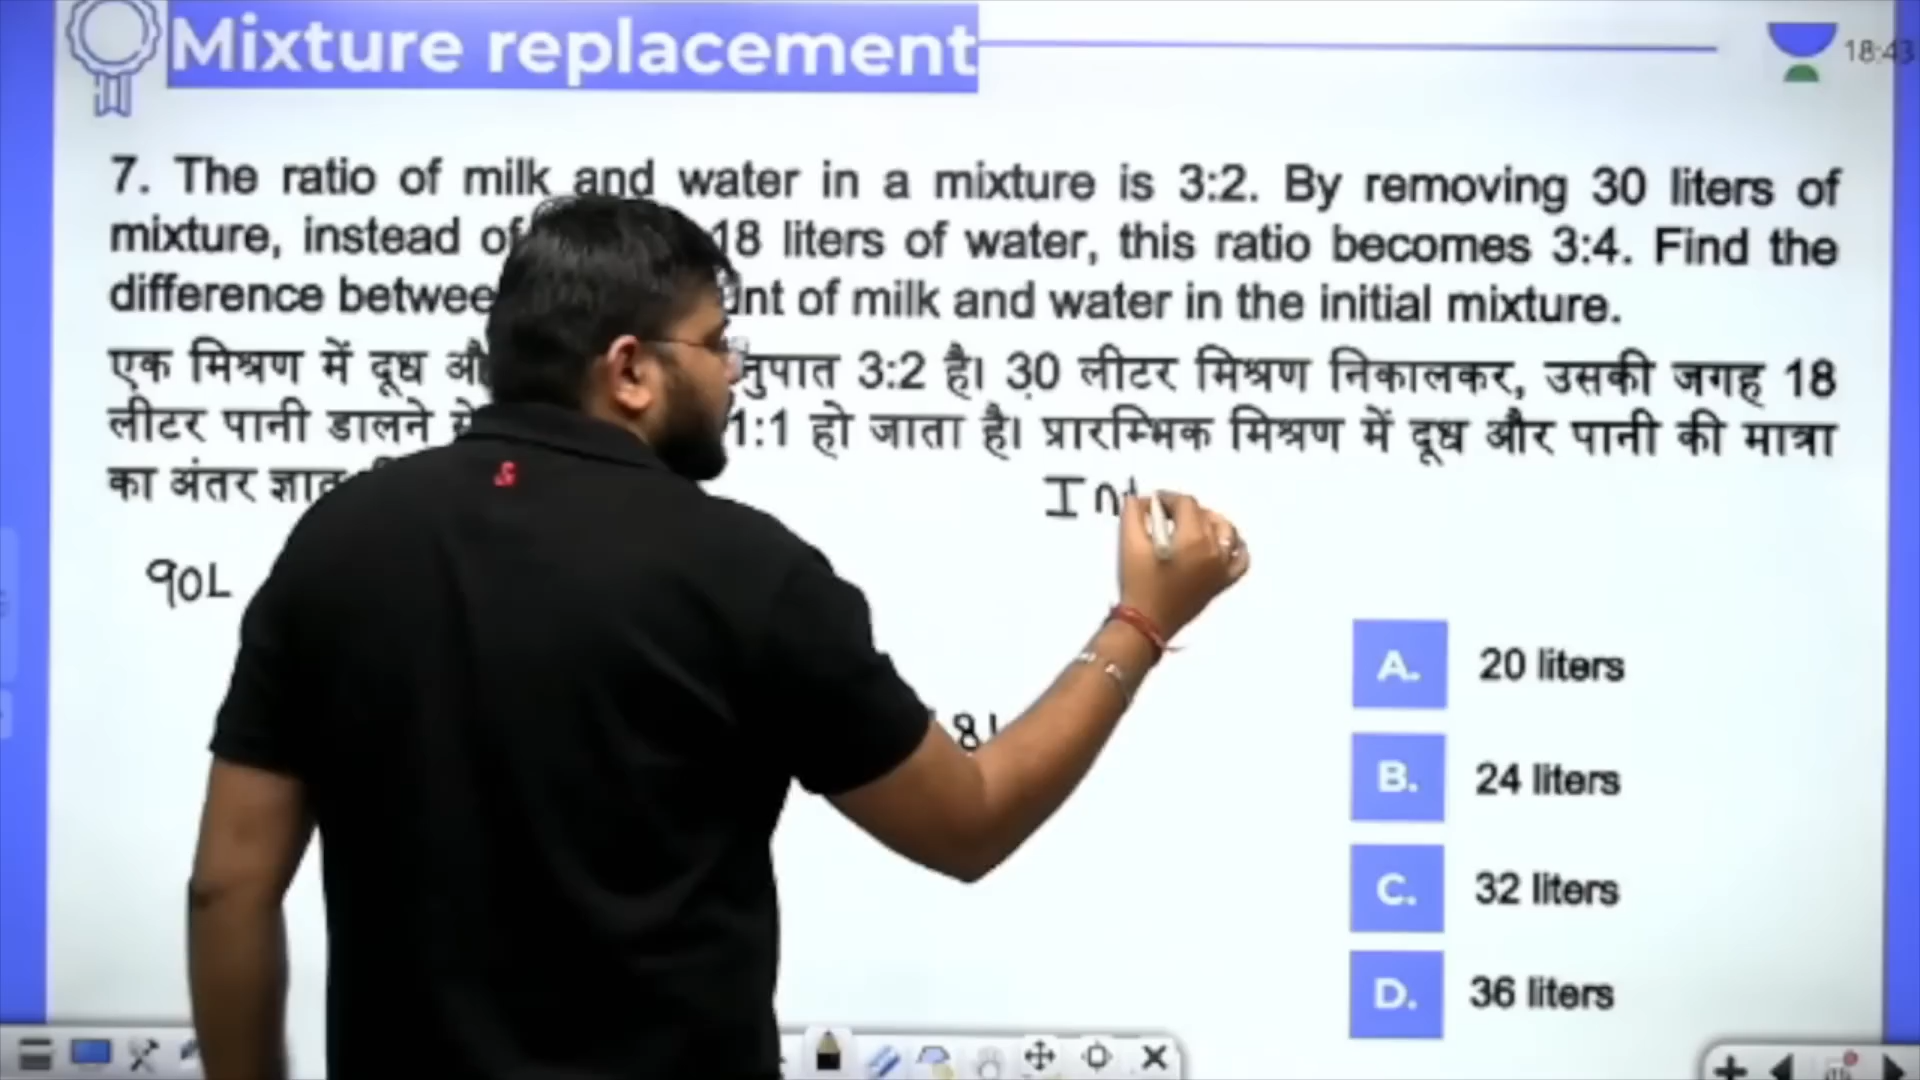 Mixture replacement
18:43
7. The ratio of milk and water in a mixture is 3:2. By removing 30 liters of
mixture, instead of 18 liters of water, this ratio becomes 3:4. Find the
difference of milk and water in the initial mixture.
एक मिश्रण में दूध 3:2 है। 30 लीटर मिश्रण निकालकर, उसकी जगह 18
लीटर पानी डालने 1:1 हो जाता है। प्रारम्भिक मिश्रण में दूध और पानी की मात्रा
का अंतर
90L
A. 20 liters
B. 24 liters
C. 32 liters
D. 36 liters